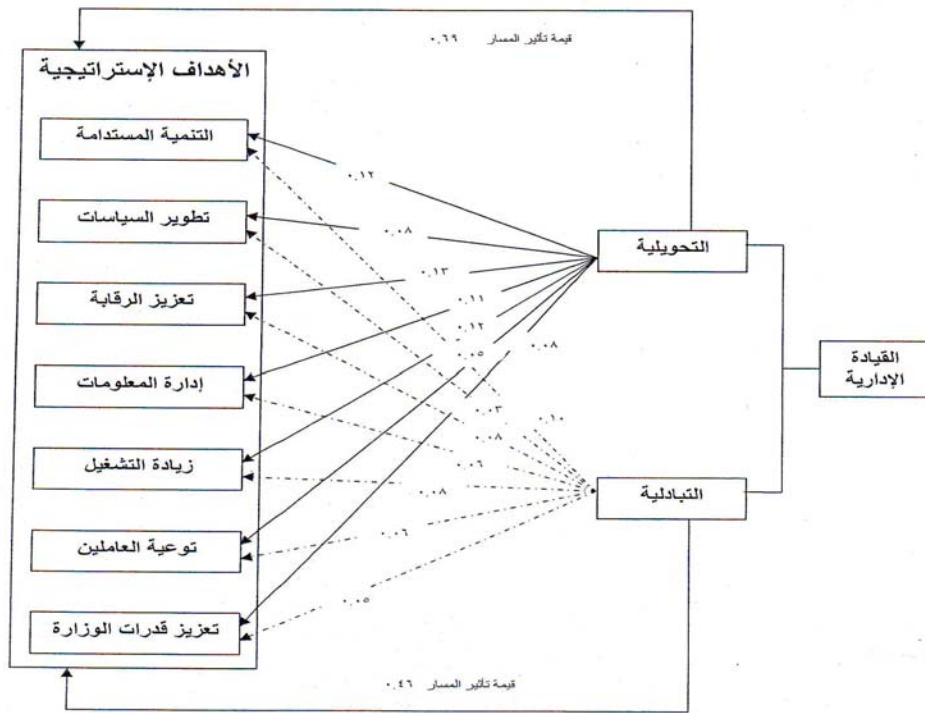 قيمة تأثير المسار ٠.٦٩
الأهداف الإستراتيجية
التنمية المستدامة
٠.١٢
تطوير السياسات
٠.٠٨
التحويلية
تعزيز الرقابة
٠.١٣
٠.١١
٠.١٢
٠.٠٥
٠.٠٨
القيادة
الإدارية
إدارة المعلومات
٠.٠٣
٠.١٠
٠.٠٨
زيادة التشغيل
٠.٠٦
٠.٠٨
التبادلية
توعية العاملين
٠.٠٦
تعزيز قدرات الوزارة
٠.٠٥
قيمة تأثير المسار ٠.٤٦